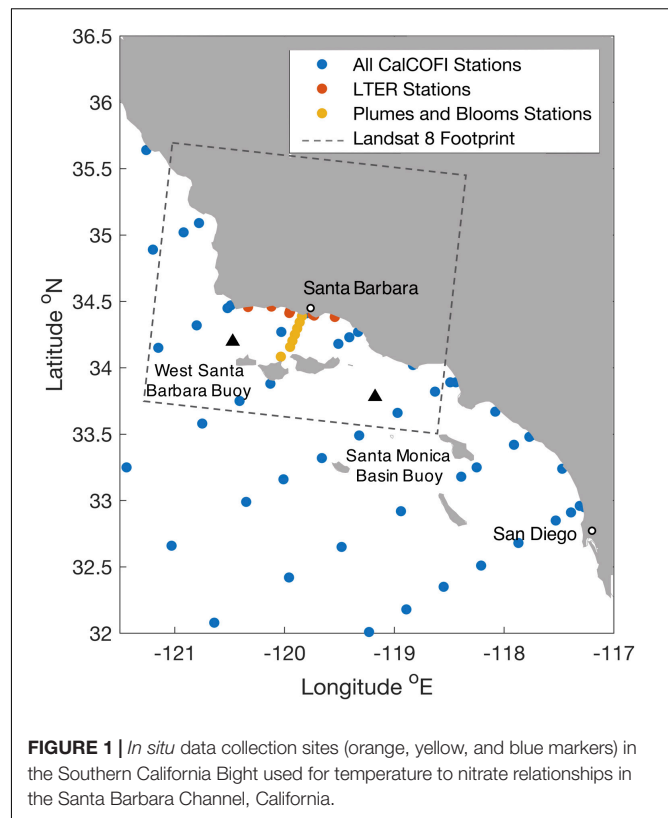 36.5
36
35.5
35
34.5
34
33.5
33
32.5
32
Latitude °N
All CalCOFI Stations
LTER Stations
Plumes and Blooms Stations
Landsat 8 Footprint
Santa Barbara
West Santa
Barbara Buoy
Santa Monica
Basin Buoy
San Diego
-121
-120
-119
-118
-117
Longitude °E
FIGURE 1 | In situ data collection sites (orange, yellow, and blue markers) in
the Southern California Bight used for temperature to nitrate relationships in
the Santa Barbara Channel, California.